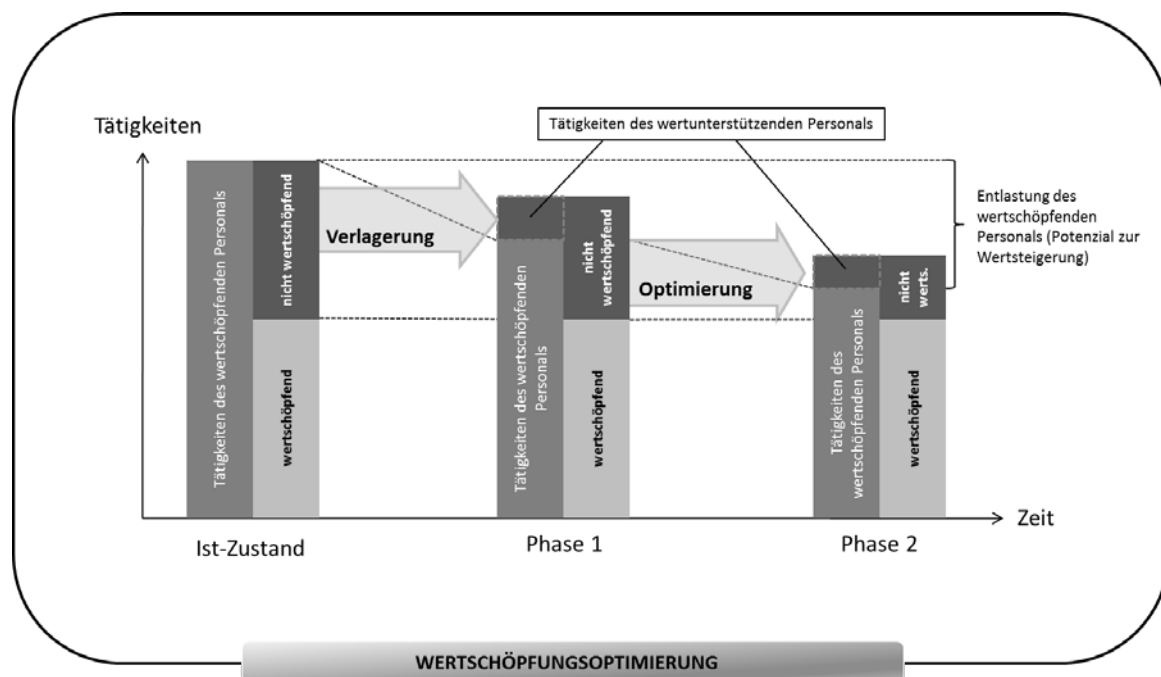 Tätigkeiten
Tätigkeiten des wertunterstützenden Personals
Tätigkeiten des wertschöpfenden Personals
nicht wertschöpfend
wertschöpfend
Verlagerung
Tätigkeiten des wertschöpfenden
Personals
nicht
wertschöpfend
wertschöpfend
Optimierung
Tätigkeiten des
wertschöpfenden Personals
nicht
werts.
wertschöpfend
Entlastung des
wertschöpfenden
Personals (Potenzial zur
Wertsteigerung)
Zeit
Ist-Zustand
Phase 1
Phase 2
WERTSCHÖPFUNGSOPTIMIERUNG